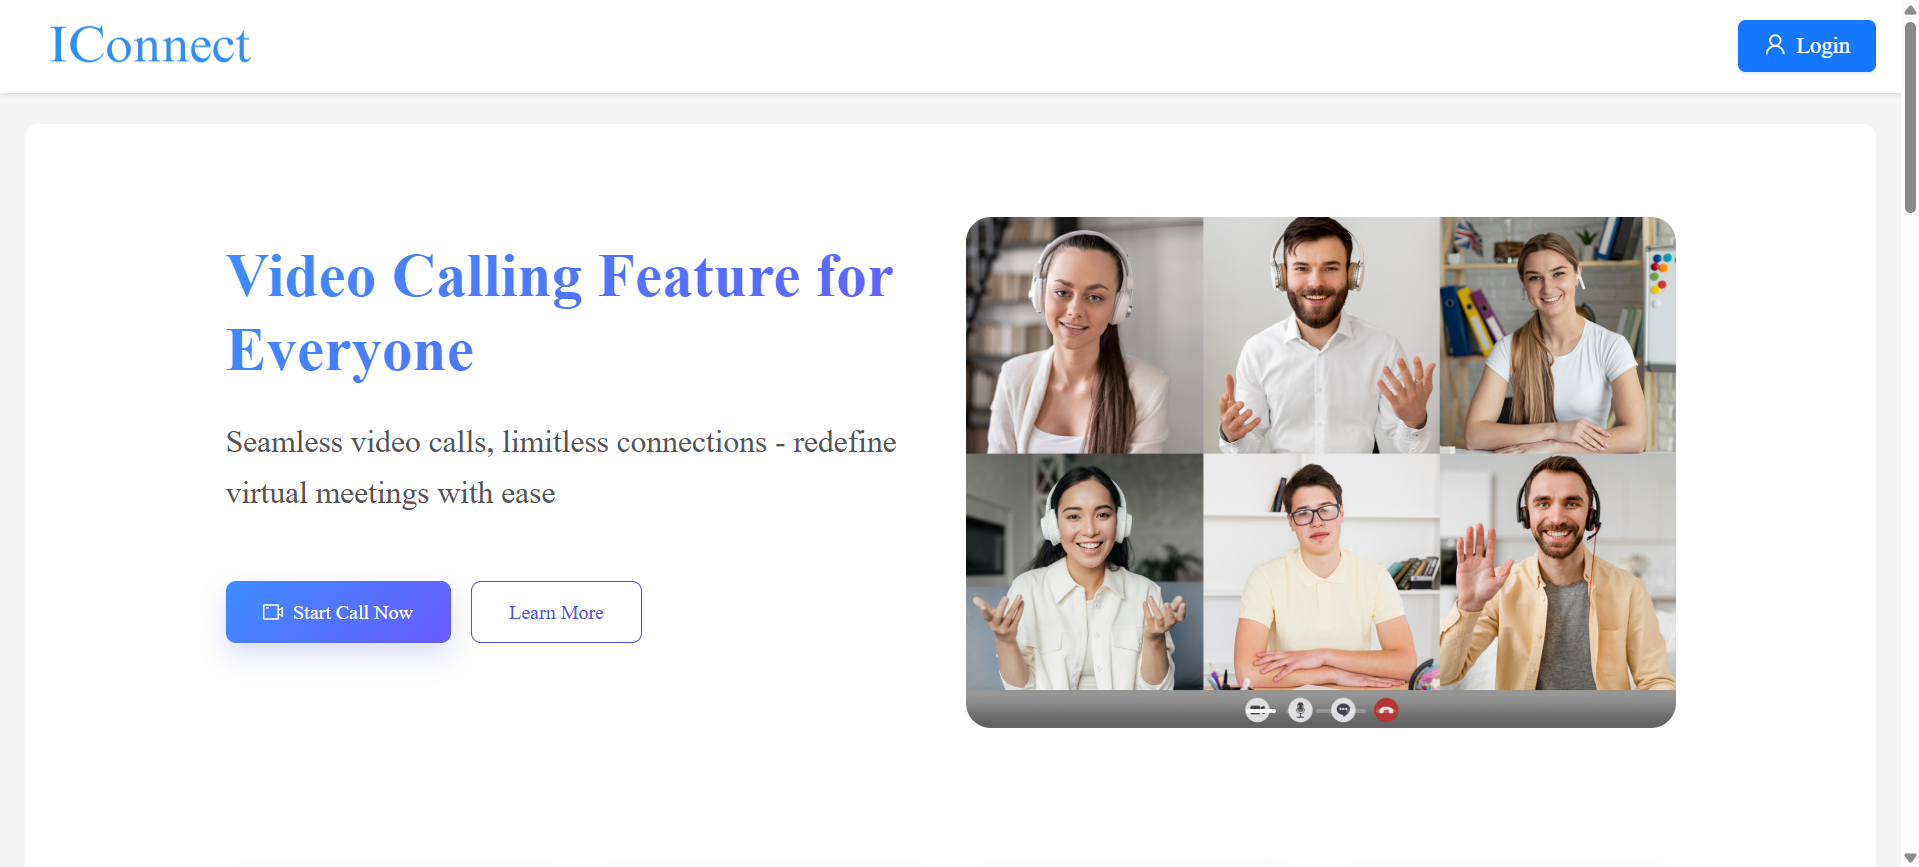 IConnect
Login
Video Calling Feature for
Everyone
Seamless video calls, limitless connections - redefine
virtual meetings with ease
Start Call Now
Learn More